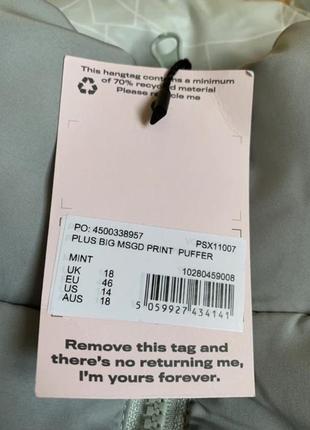 This hangtag contains a minimum
of 70% recycled material
Please recycle me
PO: 4500338957
PSX11007
PLUS BIG MSGD PRINT PUFFER
MINT
UK 18
10280459008
EU 46
US 14
AUS 18
5 059927 434141
Remove this tag and
there's no returning me,
I'm yours forever.